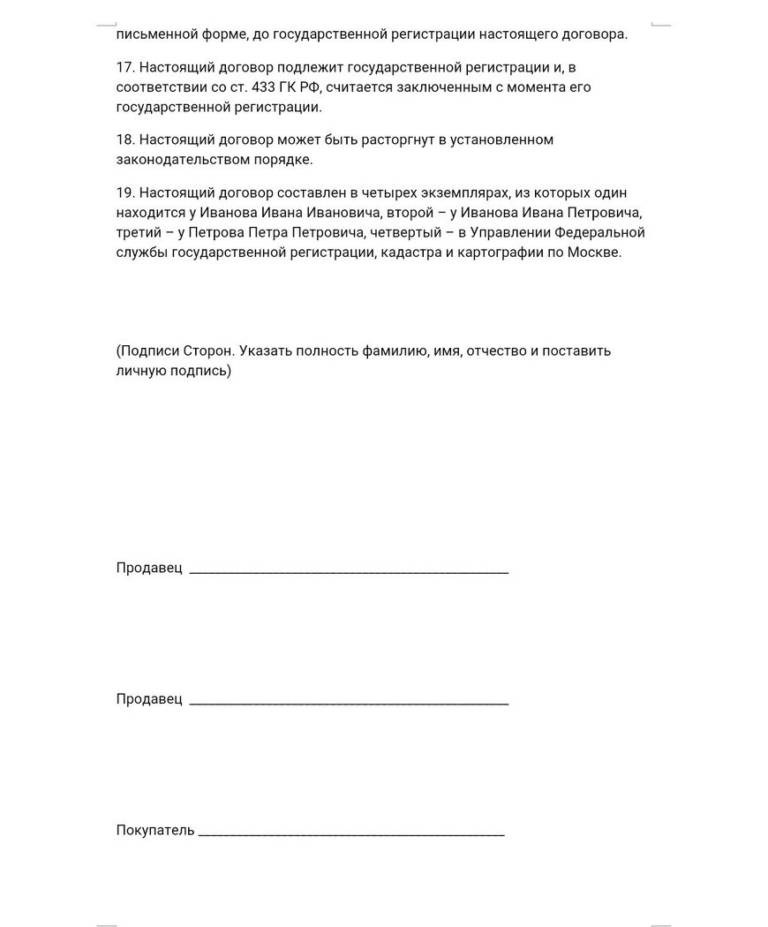 письменной форме, до государственной регистрации настоящего договора.
17. Настоящий договор подлежит государственной регистрации и, в
соответствии со ст. 433 ГК РФ, считается заключенным с момента его
государственной регистрации.
18. Настоящий договор может быть расторгнут в установленном
законодательством порядке.
19. Настоящий договор составлен в четырех экземплярах, из которых один
находится у Иванова Ивана Ивановича, второй – у Иванова Ивана Петровича,
третий – у Петрова Петра Петровича, четвертый – в Управлении Федеральной
службы государственной регистрации, кадастра и картографии по Москве.
(Подписи Сторон. Указать полность фамилию, имя, отчество и поставить
личную подпись)
Продавец ________________________________________
Продавец ________________________________________
Покупатель ______________________________________